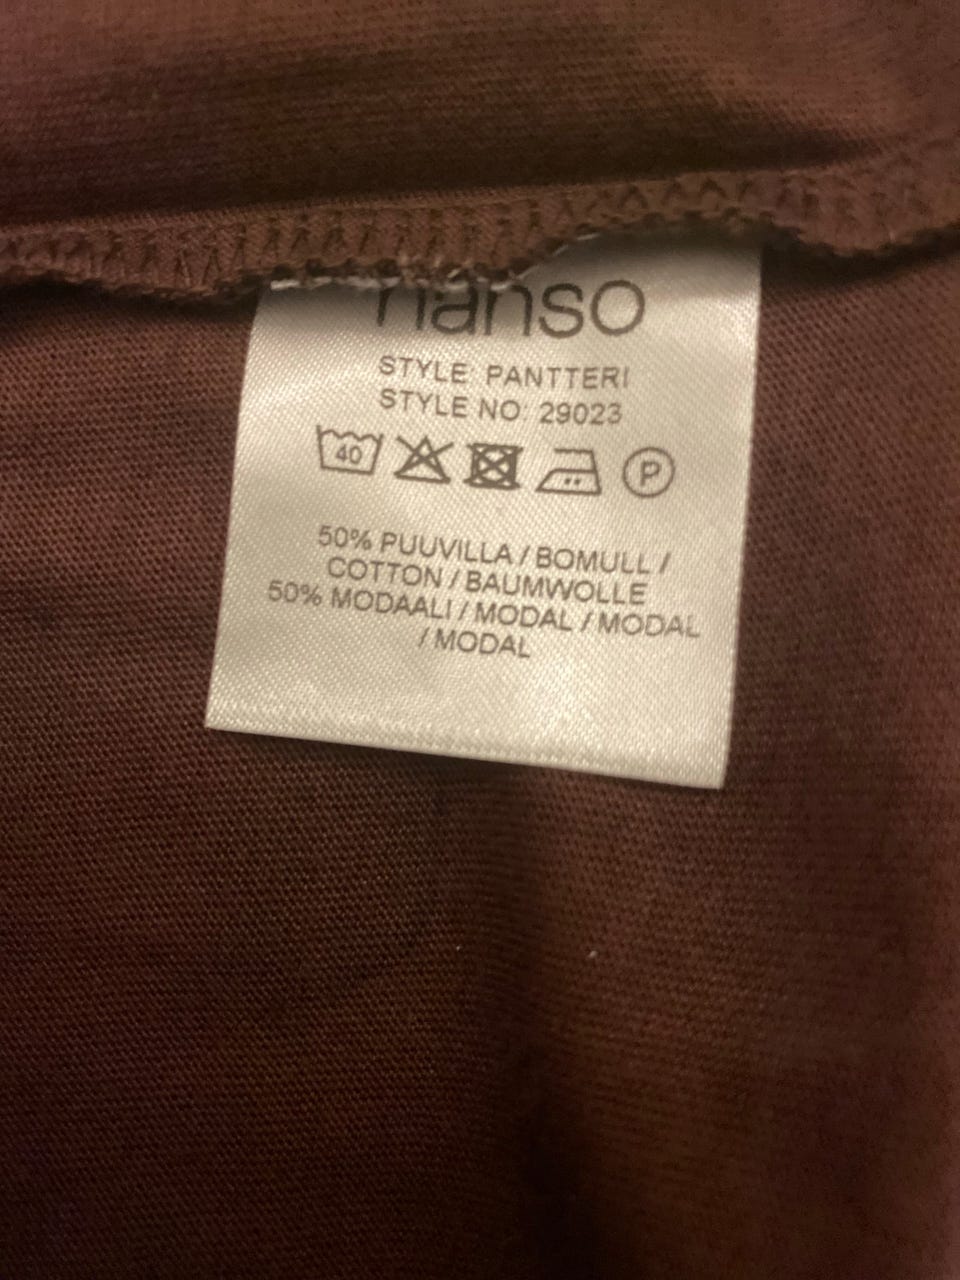 nanso
STYLE: PANTTERI
STYLE NO: 29023
40 P
50% PUUVILLA / BOMULL /
COTTON / BAUMWOLLE
50% MODAALI / MODAL / MODAL
/ MODAL